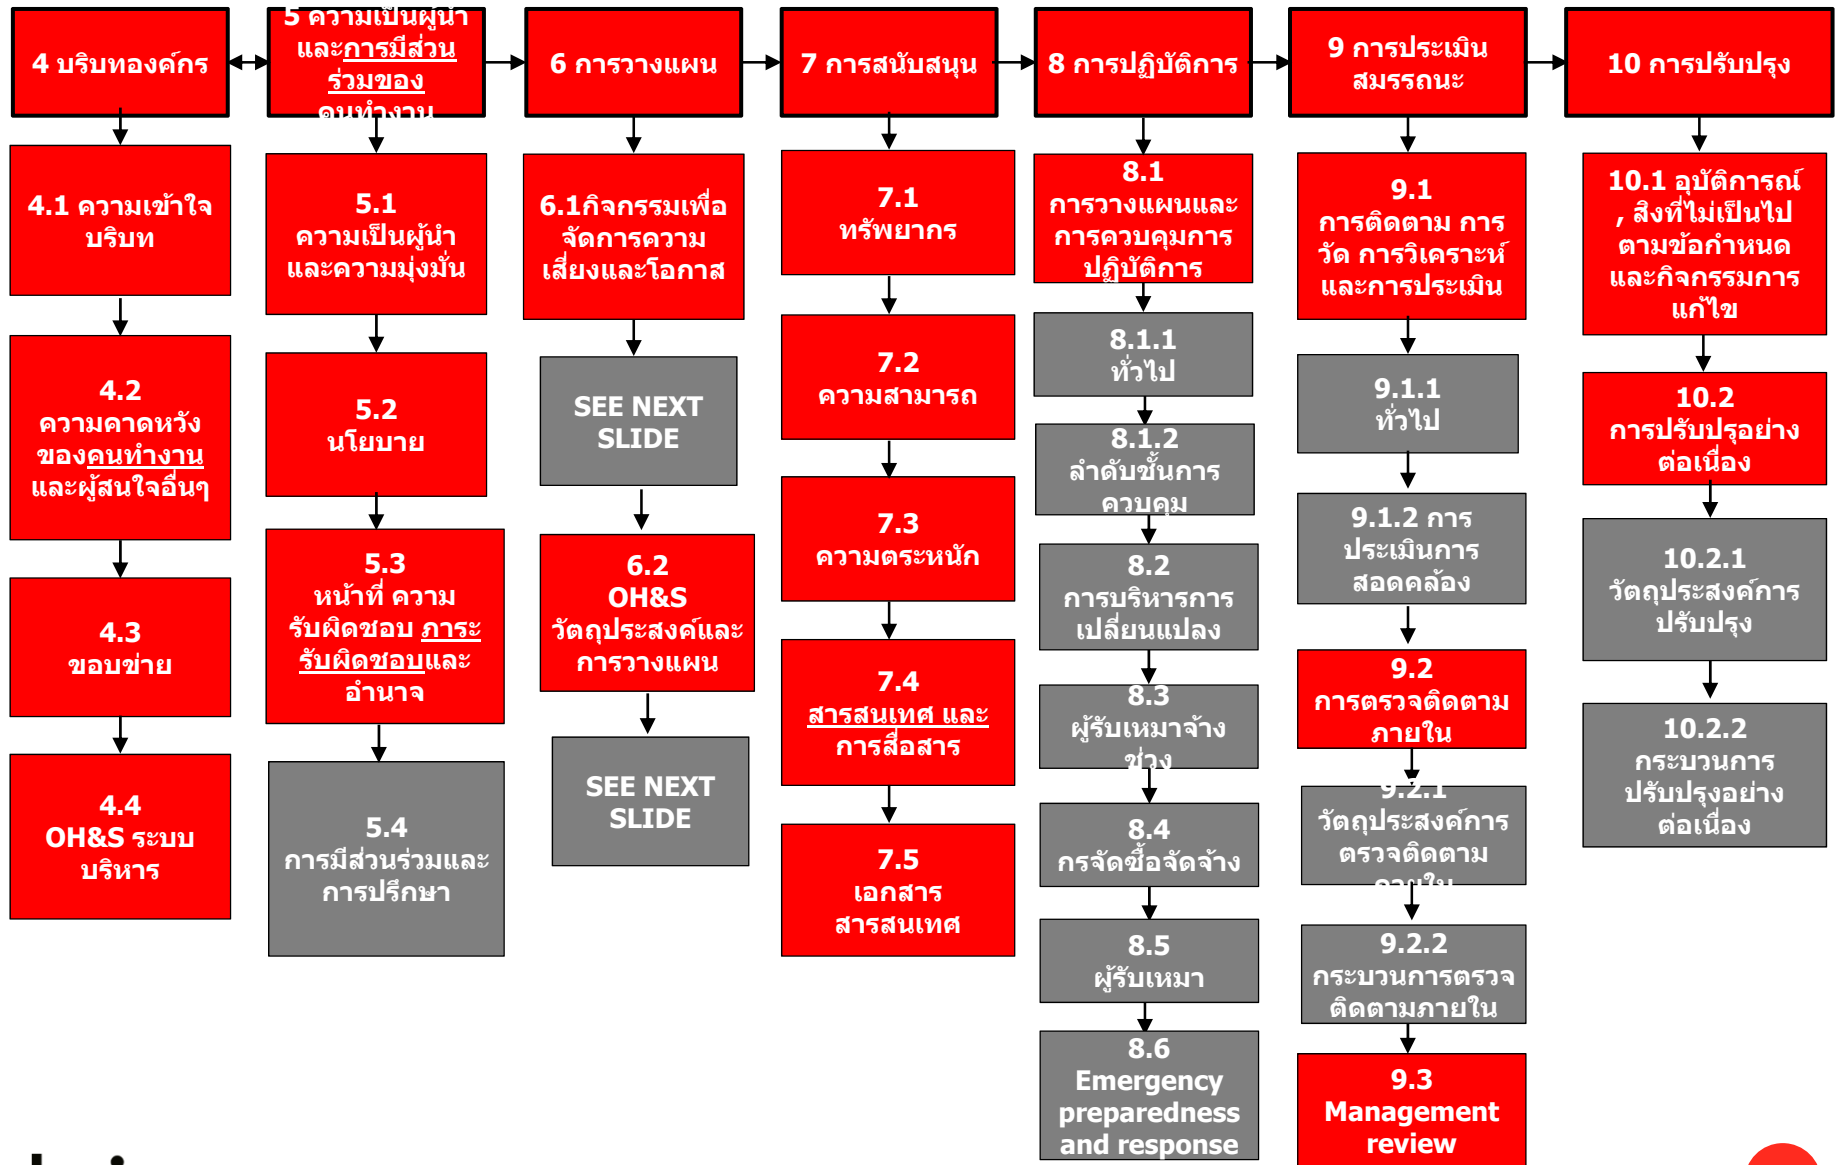 4 บริบทองค์กร
5 ความเป็นผู้นำ
และการมีส่วน
ร่วมของ
คนทำงาน
6 การวางแผน
7 การสนับสนุน
8 การปฏิบัติการ
9 การประเมิน
สมรรถนะ
10 การปรับปรุง
4.1 ความเข้าใจ
บริบท
4.2
ความคาดหวัง
ของคนทำงาน
และผู้สนใจอื่นๆ
4.3
ขอบข่าย
4.4
OH&S ระบบ
บริหาร
5.1
ความเป็นผู้นำ
และความมุ่งมั่น
5.2
นโยบาย
5.3
หน้าที่ ความ
รับผิดชอบ ภาระ
รับผิดชอบและ
อำนาจ
5.4
การมีส่วนร่วมและ
การปรึกษา
6.1กิจกรรมเพื่อ
จัดการความ
เสี่ยงและโอกาส
SEE NEXT
SLIDE
6.2
OH&S
วัตถุประสงค์และ
การวางแผน
SEE NEXT
SLIDE
7.1
ทรัพยากร
7.2
ความสามารถ
7.3
ความตระหนัก
7.4
สารสนเทศ และ
การสื่อสาร
7.5
เอกสาร
สารสนเทศ
8.1
การวางแผนและ
การควบคุมการ
ปฏิบัติการ
8.1.1
ทั่วไป
8.1.2
ลำดับชั้นการ
ควบคุม
8.2
การบริหารการ
เปลี่ยนแปลง
8.3
ผู้รับเหมาจ้าง
ช่วง
8.4
กรจัดซื้อจัดจ้าง
8.5
ผู้รับเหมา
8.6
Emergency
preparedness
and response
9.1
การติดตาม การ
วัด การวิเคราะห์
และการประเมิน
9.1.1
ทั่วไป
9.1.2 การ
ประเมินการ
สอดคล้อง
9.2
การตรวจติดตาม
ภายใน
9.2.1
วัตถุประสงค์การ
ตรวจติดตาม
ภายใน
9.2.2
กระบวนการตรวจ
ติดตามภายใน
9.3
Management
review
10.1 อุบัติการณ์
, สิงที่ไม่เป็นไป
ตามข้อกำหนด
และกิจกรรมการ
แก้ไข
10.2
การปรับปรุอย่าง
ต่อเนื่อง
10.2.1
วัตถุประสงค์การ
ปรับปรุง
10.2.2
กระบวนการ
ปรับปรุงอย่าง
ต่อเนื่อง